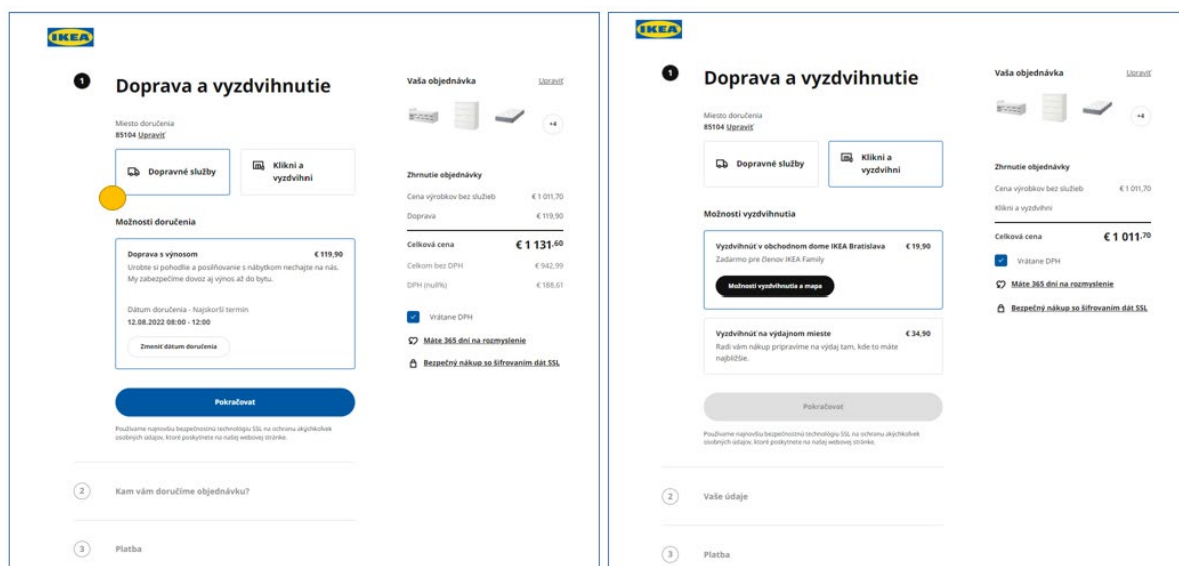 IKEA
1
Doprava a vyzdvihnutie
Miesto doručenia
85104 Upraviť
Dopravné služby
Klikni a
vyzdvihni
Možnosti doručenia
Doprava s výnosom € 119,90
Urobte si pohodlie a posilňovanie s nábytkom nechajte na nás.
My zabezpečíme dovoz aj výnos až do bytu.
Dátum doručenia - Najskorší termín
12.08.2022 08:00 - 12:00
Zmeniť dátum doručenia
Pokračovať
Používame najnovšiu bezpečnostnú technológiu SSL na ochranu akýchkoľvek
osobných údajov, ktoré poskytnete na našej webovej stránke.
2 Kam vám doručíme objednávku?
3 Platba
Vaša objednávka Upraviť
+4
Zhrnutie objednávky
Cena výrobkov bez služieb € 1 011,70
Doprava € 119,90
Celková cena € 1 131.60
Celkom bez DPH € 942,99
DPH (null%) € 188,61
Vrátane DPH
Máte 365 dní na rozmyslenie
Bezpečný nákup so šifrovaním dát SSL
IKEA
1
Doprava a vyzdvihnutie
Miesto doručenia
85104 Upraviť
Dopravné služby
Klikni a
vyzdvihni
Možnosti vyzdvihnutia
Vyzdvihnúť v obchodnom dome IKEA Bratislava € 19,90
Zadarmo pre členov IKEA Family
Možnosti vyzdvihnutia a mapa
Vyzdvihnúť na výdajnom mieste € 34,90
Radi vám nákup pripravíme na výdaj tam, kde to máte
najbližšie.
Pokračovať
Používame najnovšiu bezpečnostnú technológiu SSL na ochranu akýchkoľvek
osobných údajov, ktoré poskytnete na našej webovej stránke.
2 Vaše údaje
3 Platba
Vaša objednávka Upraviť
+4
Zhrnutie objednávky
Cena výrobkov bez služieb € 1 011,70
Klikni a vyzdvihni
Celková cena € 1 011.70
Vrátane DPH
Máte 365 dní na rozmyslenie
Bezpečný nákup so šifrovaním dát SSL